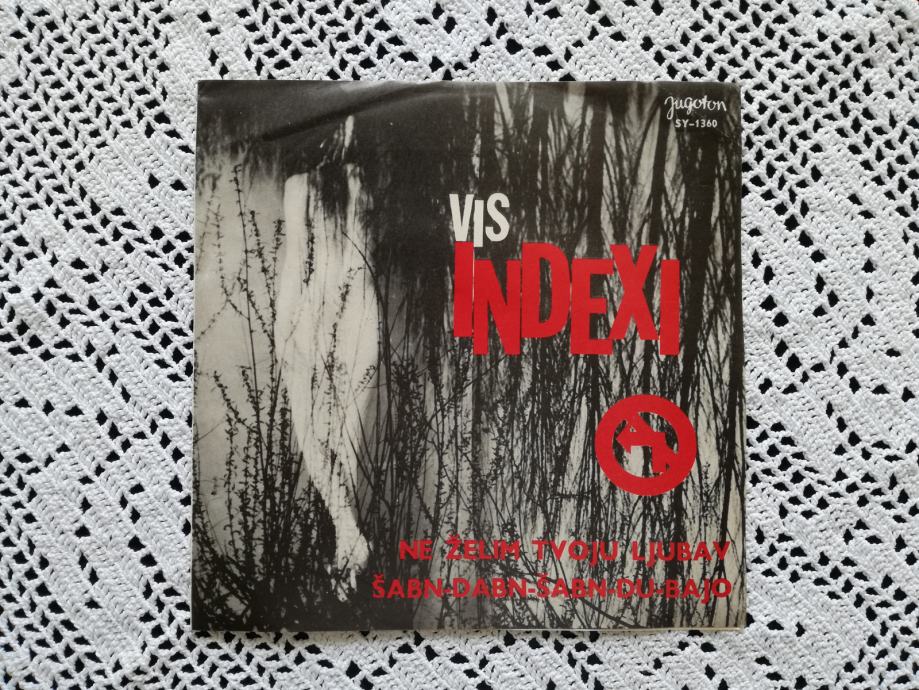 Jugoton
SY-1360
VIS
INDEXI
NE ŽELIM TVOJU LJUBAV
ŠABN-DABN-ŠABN-DU-BAJO